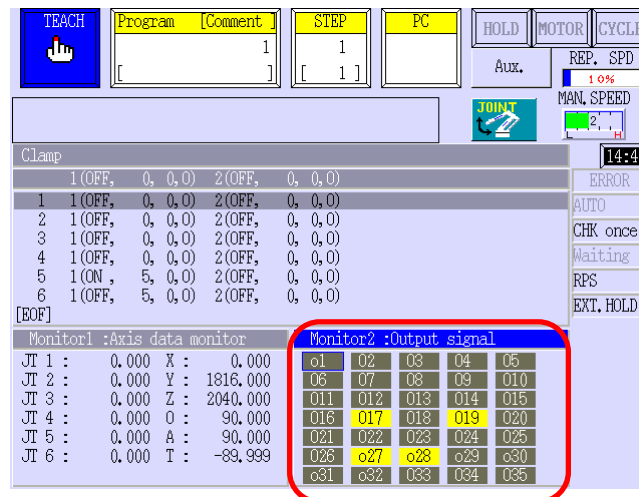 TEACH
Program [Comment ]
1
[ ]
STEP
1
[ 1 ]
PC
HOLD MOTOR CYCLE
Aux.
REP. SPD
10%
MAN. SPEED
2
L H
JOINT
Clamp
14:4
1(OFF, 0, 0,0) 2(OFF, 0, 0,0)
1 1(OFF, 0, 0,0) 2(OFF, 0, 0,0)
2 1(OFF, 0, 0,0) 2(OFF, 0, 0,0)
3 1(OFF, 0, 0,0) 2(OFF, 0, 0,0)
4 1(OFF, 0, 0,0) 2(OFF, 0, 0,0)
5 1(ON , 5, 0,0) 2(OFF, 0, 0,0)
6 1(OFF, 5, 0,0) 2(OFF, 0, 0,0)
[EOF]
ERROR
AUTO
CHK once
Waiting
RPS
EXT. HOLD
Monitor1 :Axis data monitor
JT 1 : 0.000 X : 0.000
JT 2 : 0.000 Y : 1816.000
JT 3 : 0.000 Z : 2040.000
JT 4 : 0.000 O : 90.000
JT 5 : 0.000 A : 90.000
JT 6 : 0.000 T : -89.999
Monitor2 :Output signal
o1 O2 O3 O4 O5
O6 O7 O8 O9 O10
O11 O12 O13 O14 O15
O16 O17 O18 O19 O20
O21 O22 O23 O24 O25
O26 o27 o28 o29 o30
o31 o32 O33 O34 O35